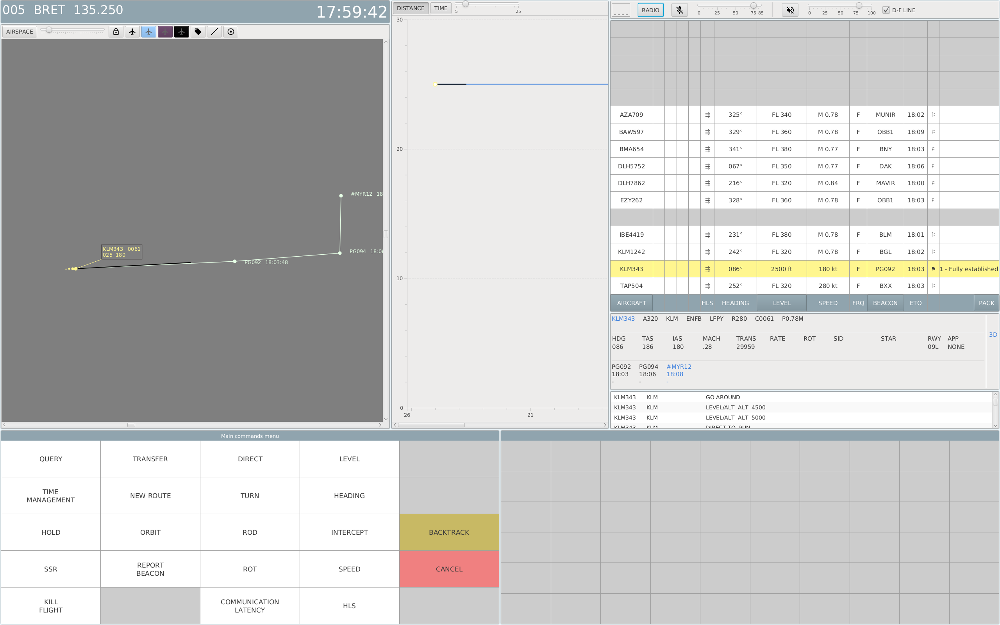 005 BRET 135.250 17:59:42
AIRSPACE
#MYR12 18
KLM343 0061
025 180
PG094 18:06
PG092 18:03:48
DISTANCE TIME 5 25
30
20
10
0
26 21
RADIO 0 25 50 75 85 0 25 50 75 100 D-F LINE
AZA709 325° FL 340 M 0.78 F MUNIR 18:02
BAW597 329° FL 360 M 0.78 F OBB1 18:09
BMA654 341° FL 380 M 0.77 F BNY 18:03
DLH5752 067° FL 350 M 0.77 F DAK 18:06
DLH7862 216° FL 320 M 0.84 F MAVIR 18:00
EZY262 328° FL 360 M 0.78 F OBB1 18:03
IBE4419 231° FL 380 M 0.78 F BLM 18:01
KLM1242 242° FL 320 M 0.78 F BGL 18:02
KLM343 086° 2500 ft 180 kt F PG092 18:03 1 - Fully established
TAP504 252° FL 320 280 kt F BXX 18:03
AIRCRAFT HLS HEADING LEVEL SPEED FRQ BEACON ETO PACK
KLM343 A320 KLM ENFB LFPY R280 C0061 P0.78M
3D
HDG TAS IAS MACH TRANS RATE ROT SID STAR RWY APP
086 186 180 .28 29959 09L NONE
PG092 PG094 #MYR12
18:03 18:06 18:08
- - -
KLM343 KLM GO AROUND
KLM343 KLM LEVEL/ALT ALT 4500
KLM343 KLM LEVEL/ALT ALT 5000
KLM343 KLM DIRECT TO PUN
Main commands menu
QUERY TRANSFER DIRECT LEVEL
TIME
MANAGEMENT NEW ROUTE TURN HEADING
HOLD ORBIT ROD INTERCEPT BACKTRACK
SSR REPORT
BEACON ROT SPEED CANCEL
KILL
FLIGHT COMMUNICATION
LATENCY HLS